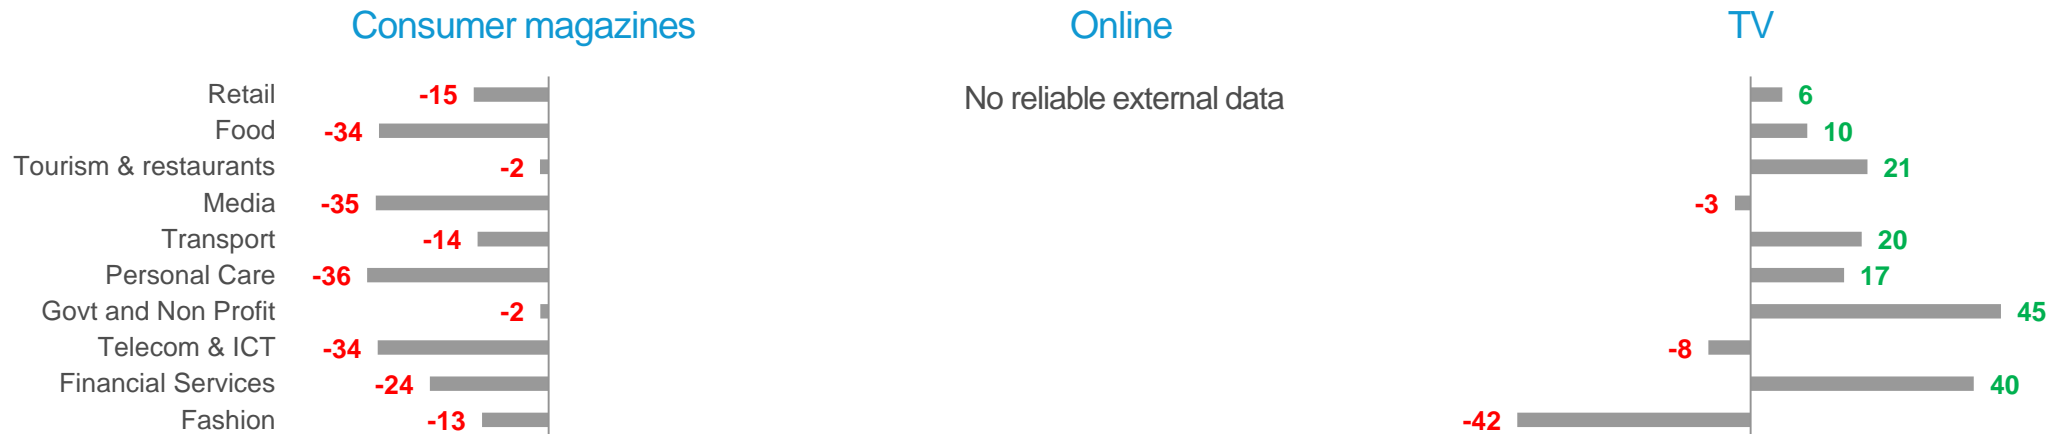 Consumer magazines Online TV
Retail -15 No reliable external data 6
Food -34 10
Tourism & restaurants -2 21
Media -35 -3
Transport -14 20
Personal Care -36 17
Govt and Non Profit -2 45
Telecom & ICT -34 -8
Financial Services -24 40
Fashion -13 -42